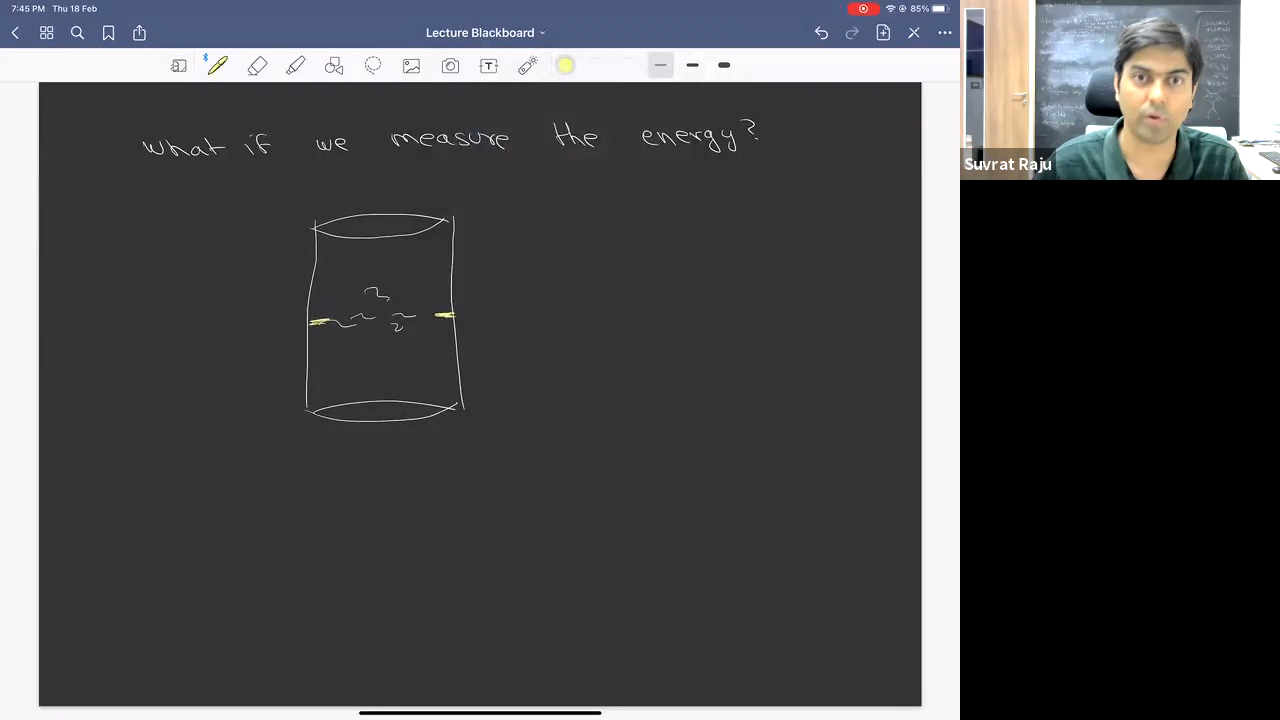 7:45 PM Thu 18 Feb
85%
Lecture Blackboard
T
What if we measure the energy?
Suvrat Raju